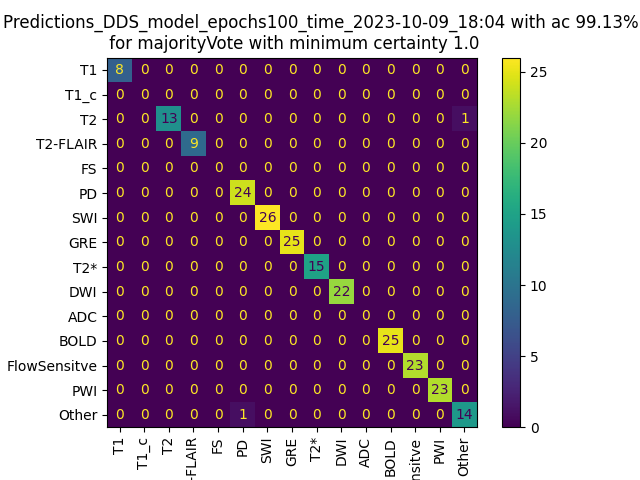 Predictions_DDS_model_epochs100_time_2023-10-09_18:04 with ac 99.13%
for majorityVote with minimum certainty 1.0
T1 8 0 0 0 0 0 0 0 0 0 0 0 0 0 0
T1_c 0 0 0 0 0 0 0 0 0 0 0 0 0 0 0
T2 0 0 13 0 0 0 0 0 0 0 0 0 0 0 1
T2-FLAIR 0 0 0 9 0 0 0 0 0 0 0 0 0 0 0
FS 0 0 0 0 0 0 0 0 0 0 0 0 0 0 0
PD 0 0 0 0 0 24 0 0 0 0 0 0 0 0 0
SWI 0 0 0 0 0 0 26 0 0 0 0 0 0 0 0
GRE 0 0 0 0 0 0 0 25 0 0 0 0 0 0 0
T2* 0 0 0 0 0 0 0 0 15 0 0 0 0 0 0
DWI 0 0 0 0 0 0 0 0 0 22 0 0 0 0 0
ADC 0 0 0 0 0 0 0 0 0 0 0 0 0 0 0
BOLD 0 0 0 0 0 0 0 0 0 0 0 25 0 0 0
FlowSensitve 0 0 0 0 0 0 0 0 0 0 0 0 23 0 0
PWI 0 0 0 0 0 0 0 0 0 0 0 0 0 23 0
Other 0 0 0 0 0 1 0 0 0 0 0 0 0 0 14
T1 T1_c T2 -FLAIR FS PD SWI GRE T2* DWI ADC BOLD nsitve PWI Other
25
20
15
10
5
0